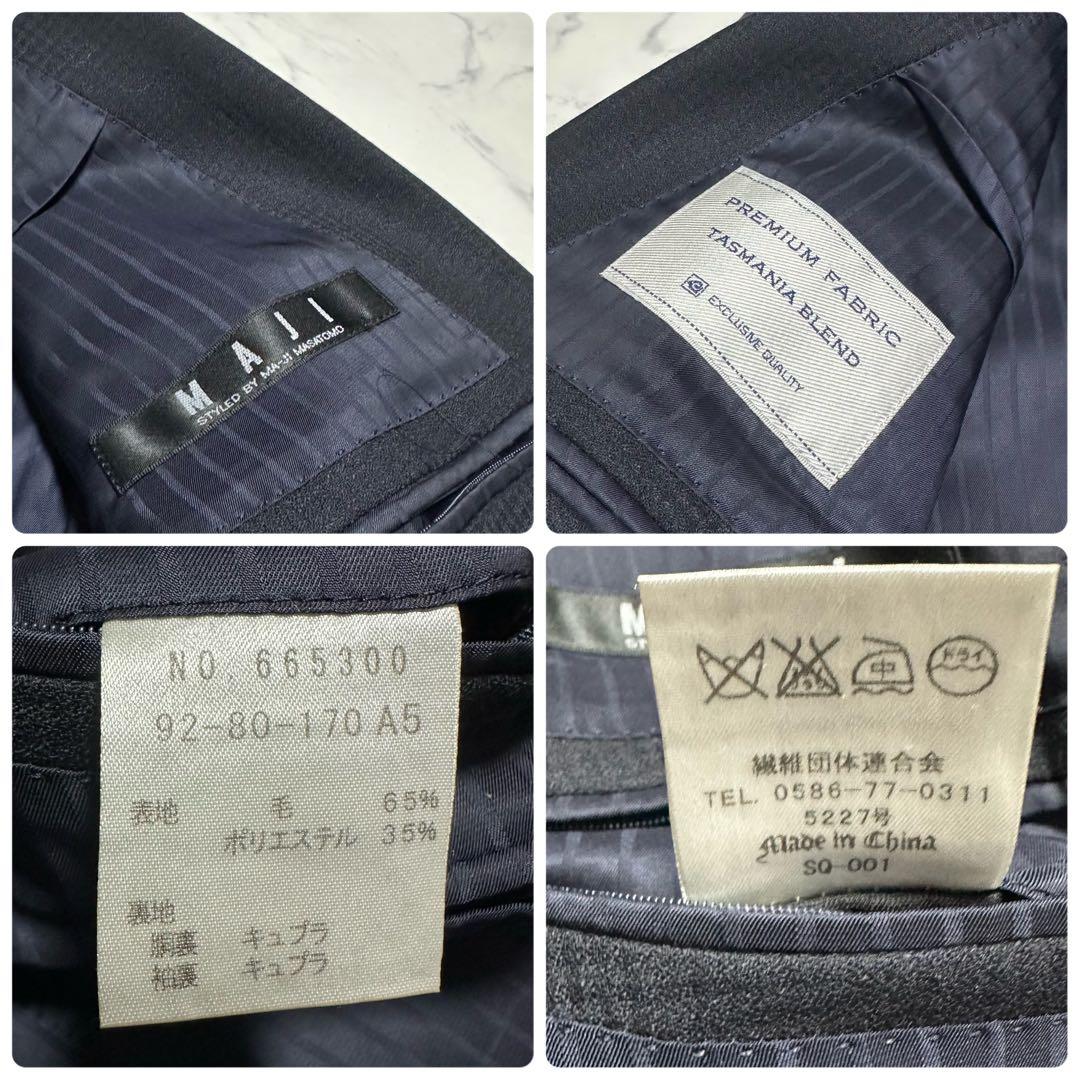 M A J I
STYLED BY MA-JI MASATOMO
PREMIUM FABRIC
TASMANIA BLEND
EXCLUSIVE QUALITY
NO 665300
92-80-170 A5
表地 毛 65%
ポリエステル 35%
裏地
胴裏 キュプラ
袖裏 キュプラ
M
中 ドライ
繊維団体連合会
TEL. 0586-77-0311
5227号
Made in China
SQ-001